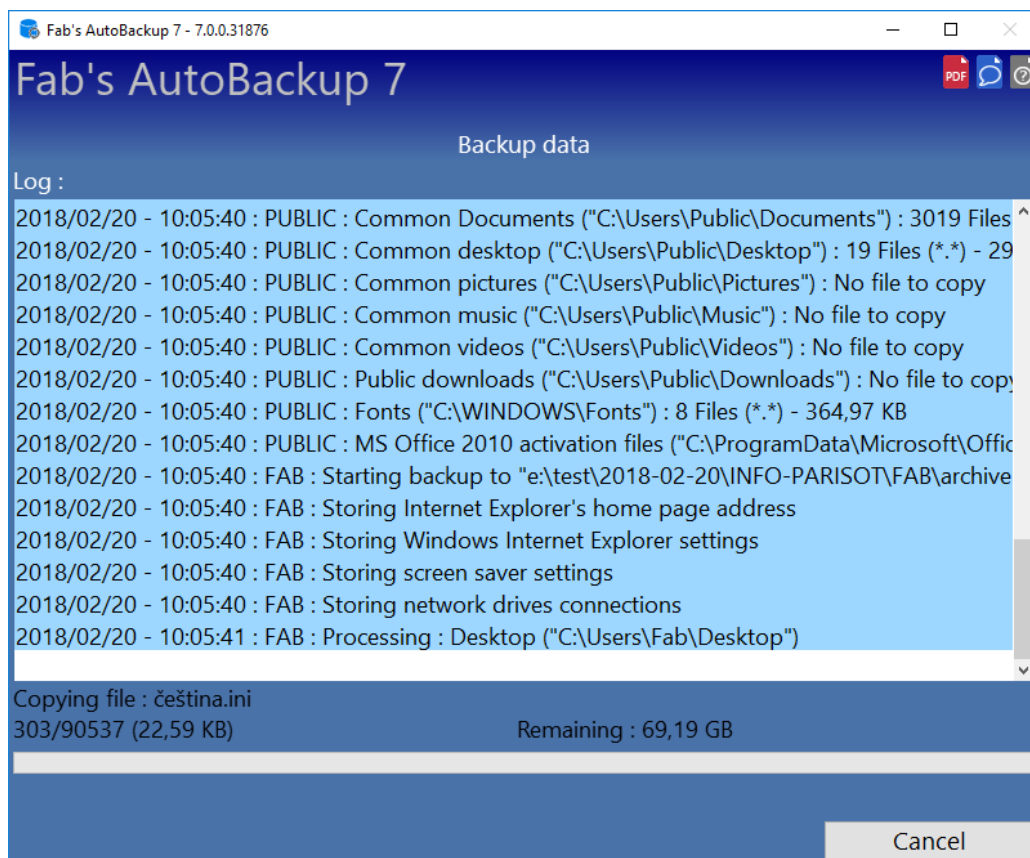 Fab's AutoBackup 7 - 7.0.0.31876
Fab's AutoBackup 7
PDF
?
Backup data
Log :
2018/02/20 - 10:05:40 : PUBLIC : Common Documents ("C:\Users\Public\Documents") : 3019 Files
2018/02/20 - 10:05:40 : PUBLIC : Common desktop ("C:\Users\Public\Desktop") : 19 Files (*.*) - 29
2018/02/20 - 10:05:40 : PUBLIC : Common pictures ("C:\Users\Public\Pictures") : No file to copy
2018/02/20 - 10:05:40 : PUBLIC : Common music ("C:\Users\Public\Music") : No file to copy
2018/02/20 - 10:05:40 : PUBLIC : Common videos ("C:\Users\Public\Videos") : No file to copy
2018/02/20 - 10:05:40 : PUBLIC : Public downloads ("C:\Users\Public\Downloads") : No file to copy
2018/02/20 - 10:05:40 : PUBLIC : Fonts ("C:\WINDOWS\Fonts") : 8 Files (*.*) - 364,97 KB
2018/02/20 - 10:05:40 : PUBLIC : MS Office 2010 activation files ("C:\ProgramData\Microsoft\Offic
2018/02/20 - 10:05:40 : FAB : Starting backup to "e:\test\2018-02-20\INFO-PARISOT\FAB\archive
2018/02/20 - 10:05:40 : FAB : Storing Internet Explorer's home page address
2018/02/20 - 10:05:40 : FAB : Storing Windows Internet Explorer settings
2018/02/20 - 10:05:40 : FAB : Storing screen saver settings
2018/02/20 - 10:05:40 : FAB : Storing network drives connections
2018/02/20 - 10:05:41 : FAB : Processing : Desktop ("C:\Users\Fab\Desktop")
Copying file : čeština.ini
303/90537 (22,59 KB) Remaining : 69,19 GB
Cancel